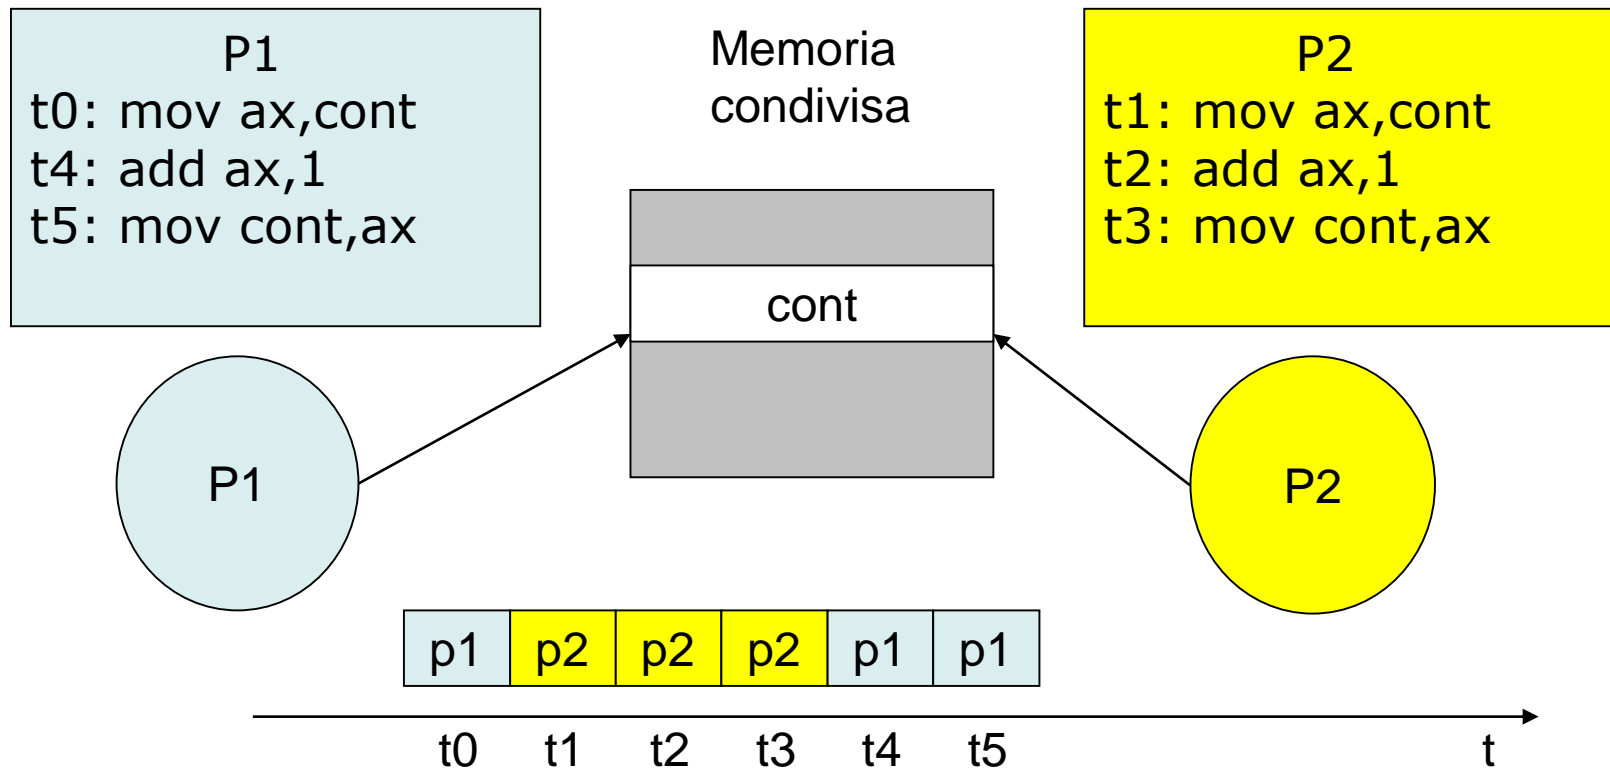 P1
t0: mov ax,cont
t4: add ax,1
t5: mov cont,ax
Memoria
condivisa
P2
t1: mov ax,cont
t2: add ax,1
t3: mov cont,ax
cont
P1
P2
p1 p2 p2 p2 p1 p1
t0 t1 t2 t3 t4 t5 t